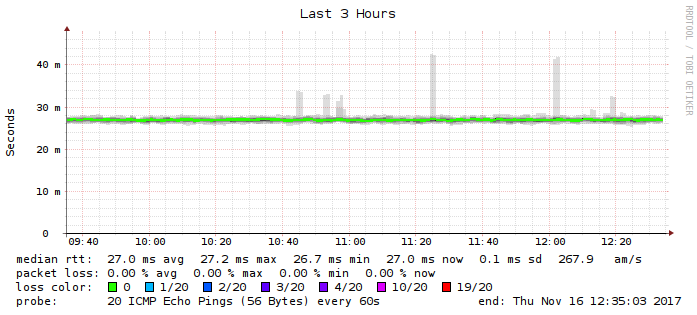 Last 3 Hours
RRDTOOL / TOBI OETIKER
Seconds
40 m
30 m
20 m
10 m
0
09:40 10:00 10:20 10:40 11:00 11:20 11:40 12:00 12:20
median rtt: 27.0 ms avg 27.2 ms max 26.7 ms min 27.0 ms now 0.1 ms sd 267.9 am/s
packet loss: 0.00 % avg 0.00 % max 0.00 % min 0.00 % now
loss color: 0 1/20 2/20 3/20 4/20 10/20 19/20
probe: 20 ICMP Echo Pings (56 Bytes) every 60s end: Thu Nov 16 12:35:03 2017